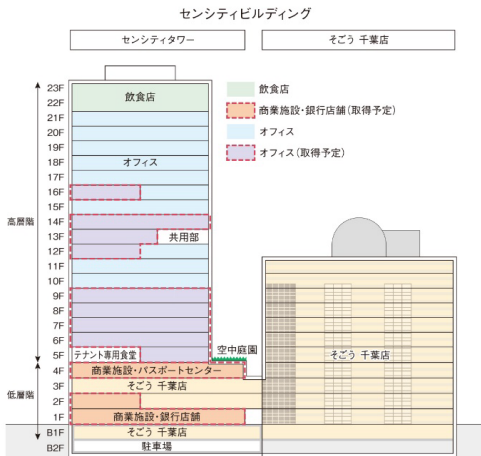 センシティビルディング
センシティタワー
そごう 千葉店
23F
22F
21F
20F
19F
18F
17F
16F
14F
13F
12F
11F
10F
9F
8F
7F
6F
5F
4F
3F
2F
1F
B1F
B2F
高層階
低層階
飲食店
オフィス
共用部
テナント専用食堂
空中庭園
商業施設・パスポートセンター
そごう 千葉店
商業施設・銀行店舗
そごう 千葉店
駐車場
そごう 千葉店
飲食店
商業施設・銀行店舗(取得予定)
オフィス
オフィス(取得予定)